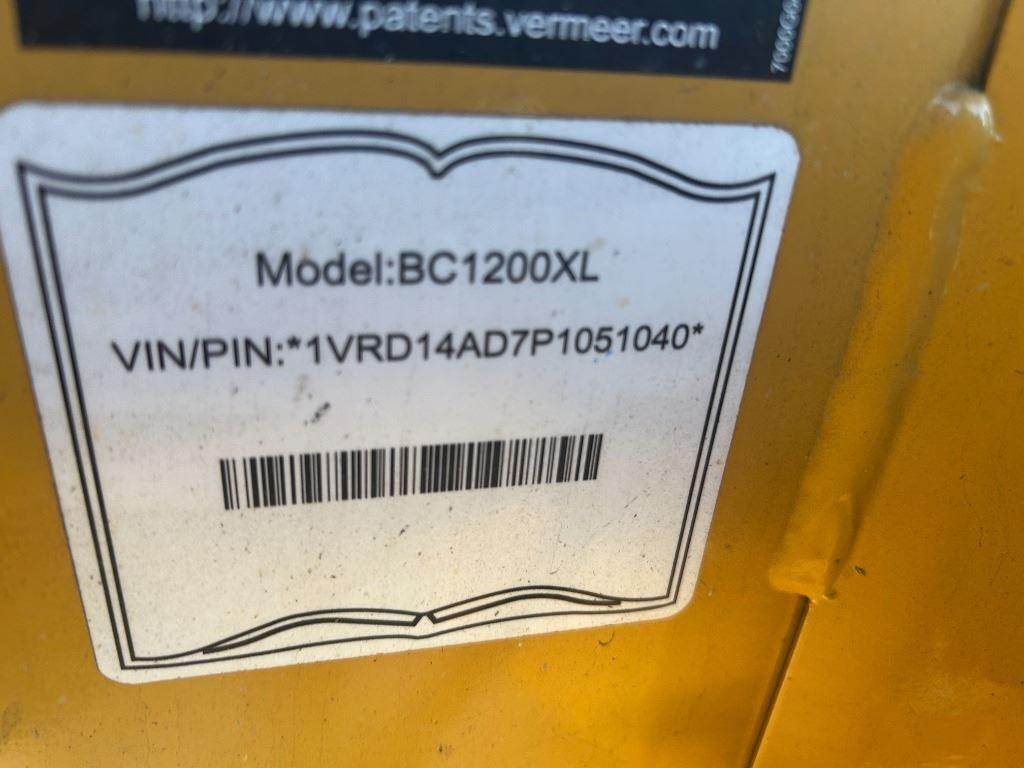 http://www.patents.vermeer.com
Model:BC1200XL
VIN/PIN:*1VRD14AD7P1051040*